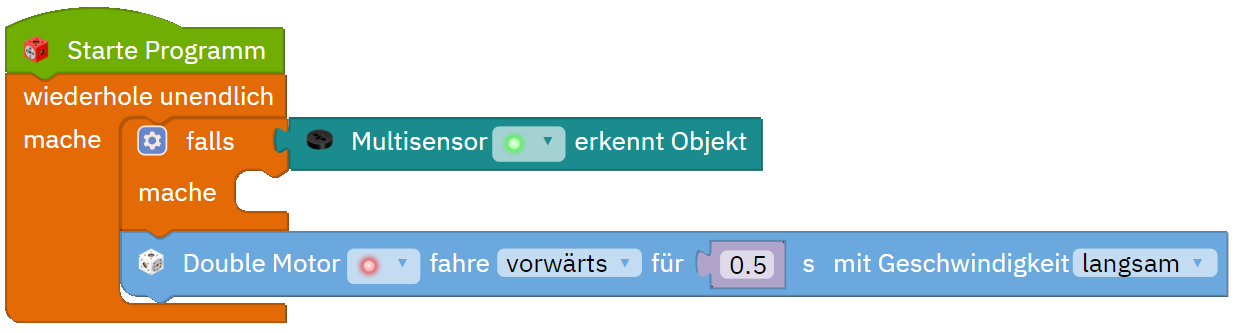 Starte Programm
wiederhole unendlich
mache falls Multisensor erkennt Objekt
mache
Double Motor fahre vorwärts für 0.5 s mit Geschwindigkeit langsam